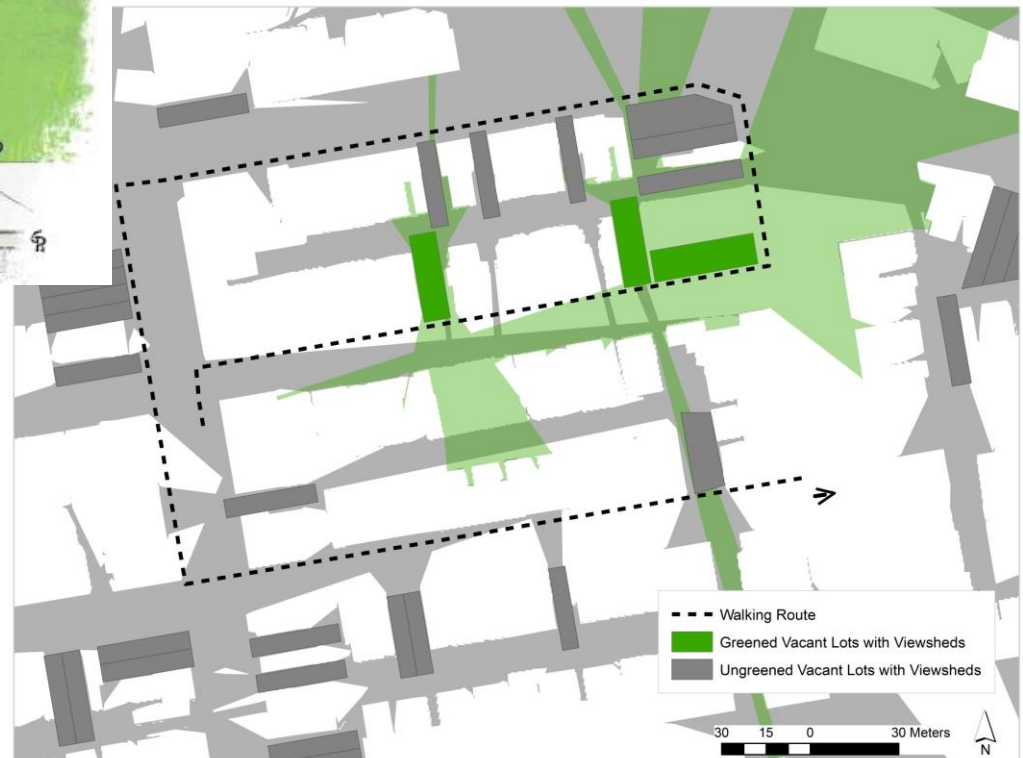 Walking Route
Greened Vacant Lots with Viewsheds
Ungreened Vacant Lots with Viewsheds
30 15 0 30 Meters
N